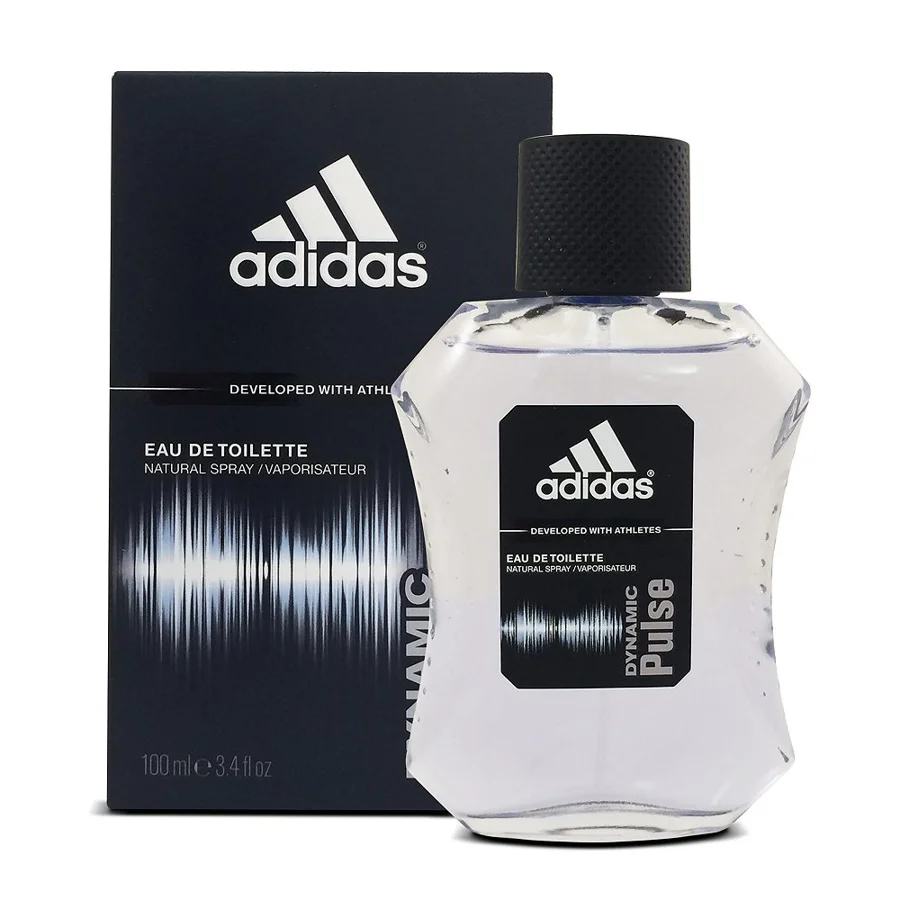 adidas®
DEVELOPED WITH ATHL
EAU DE TOILETTE
NATURAL SPRAY / VAPORISATEUR
DYNAMIC
100 ml e 3.4 fl oz
adidas®
DEVELOPED WITH ATHLETES
EAU DE TOILETTE
NATURAL SPRAY / VAPORISATEUR
DYNAMIC
Pulse